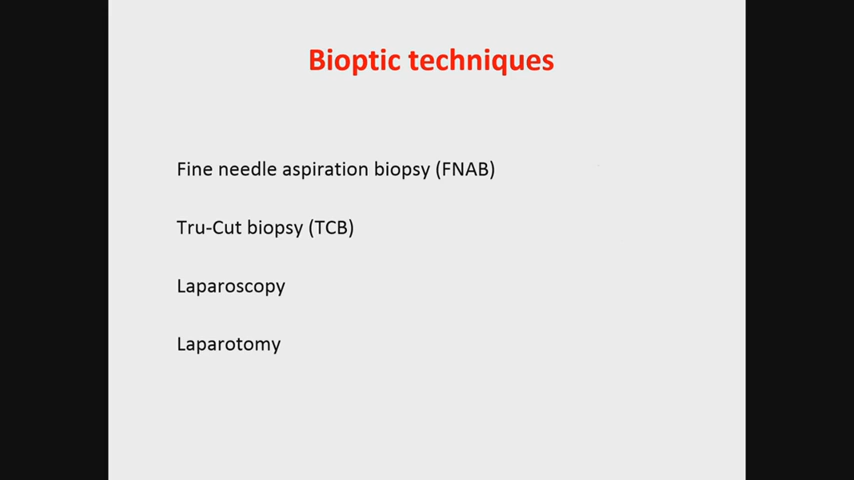 Bioptic techniques
Fine needle aspiration biopsy (FNAB)
Tru-Cut biopsy (TCB)
Laparoscopy
Laparotomy